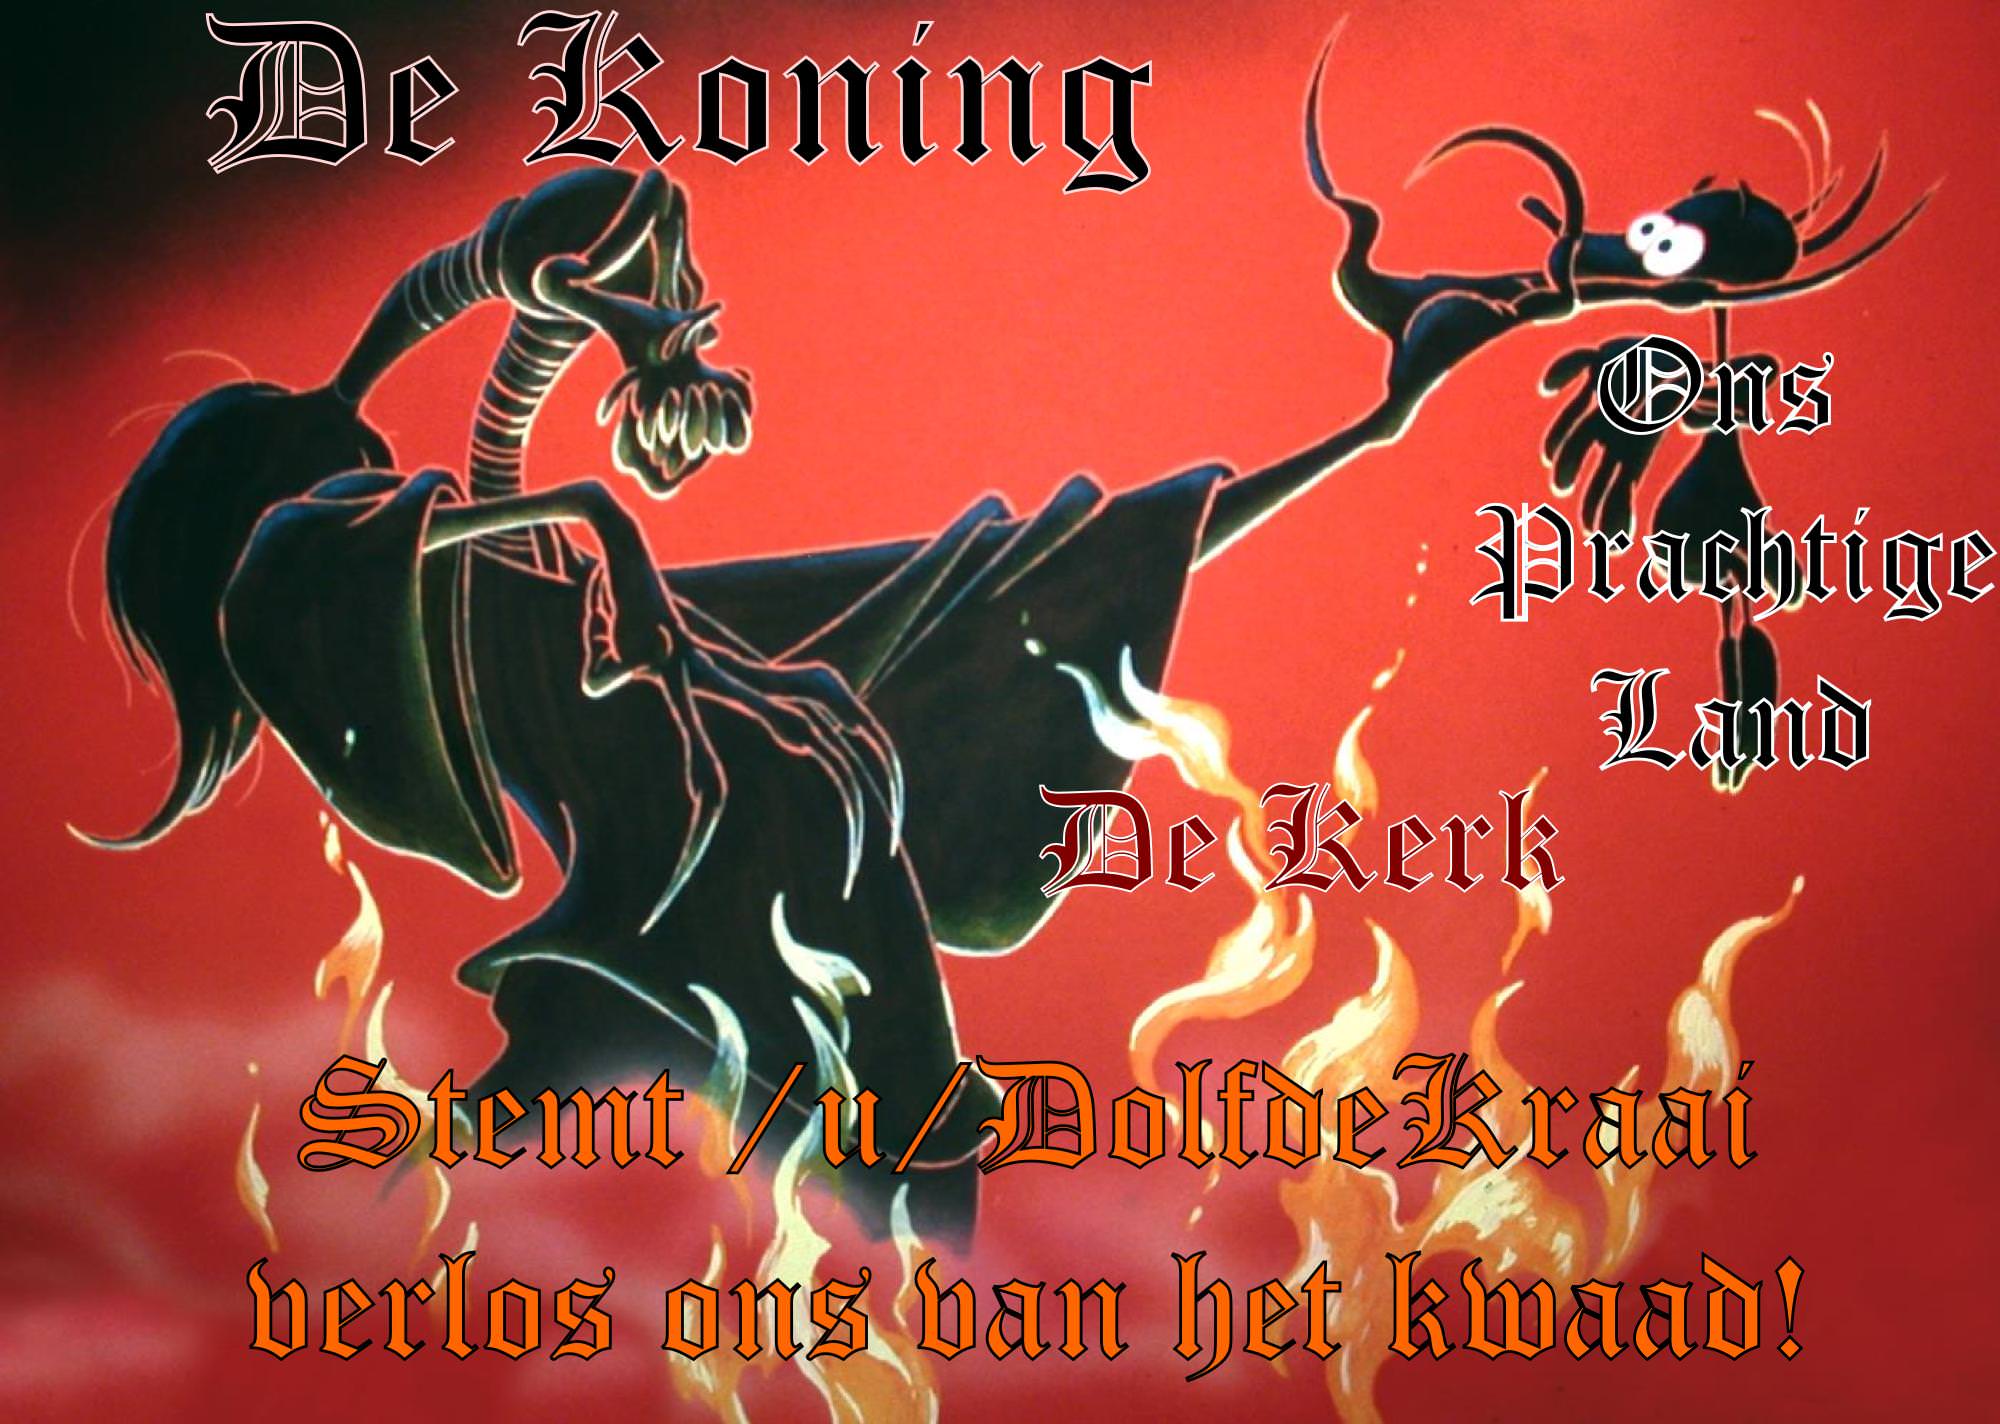 De Koning
Ons
Prachtige
Land
De Kerk
Stemt /u/DolfdeKraai
verlos ons van het kwaad!